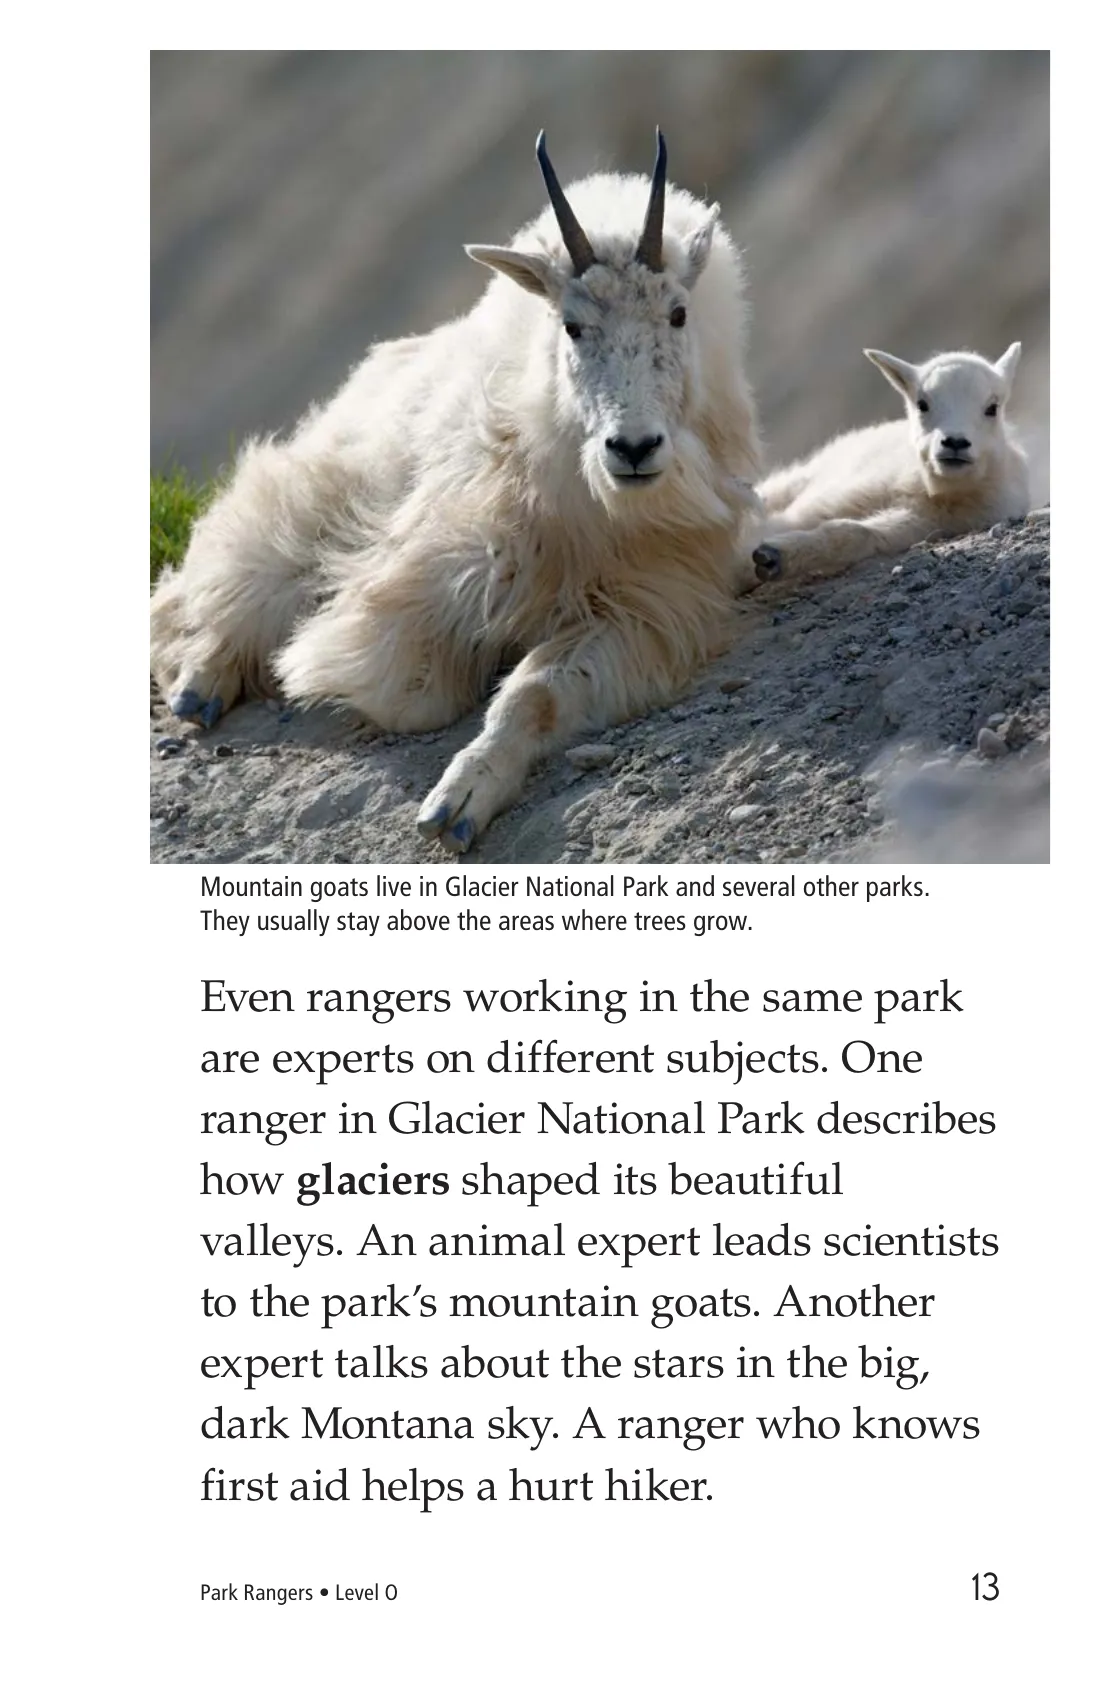 Mountain goats live in Glacier National Park and several other parks.
They usually stay above the areas where trees grow.
Even rangers working in the same park
are experts on different subjects. One
ranger in Glacier National Park describes
how glaciers shaped its beautiful
valleys. An animal expert leads scientists
to the park’s mountain goats. Another
expert talks about the stars in the big,
dark Montana sky. A ranger who knows
first aid helps a hurt hiker.
Park Rangers • Level O
13